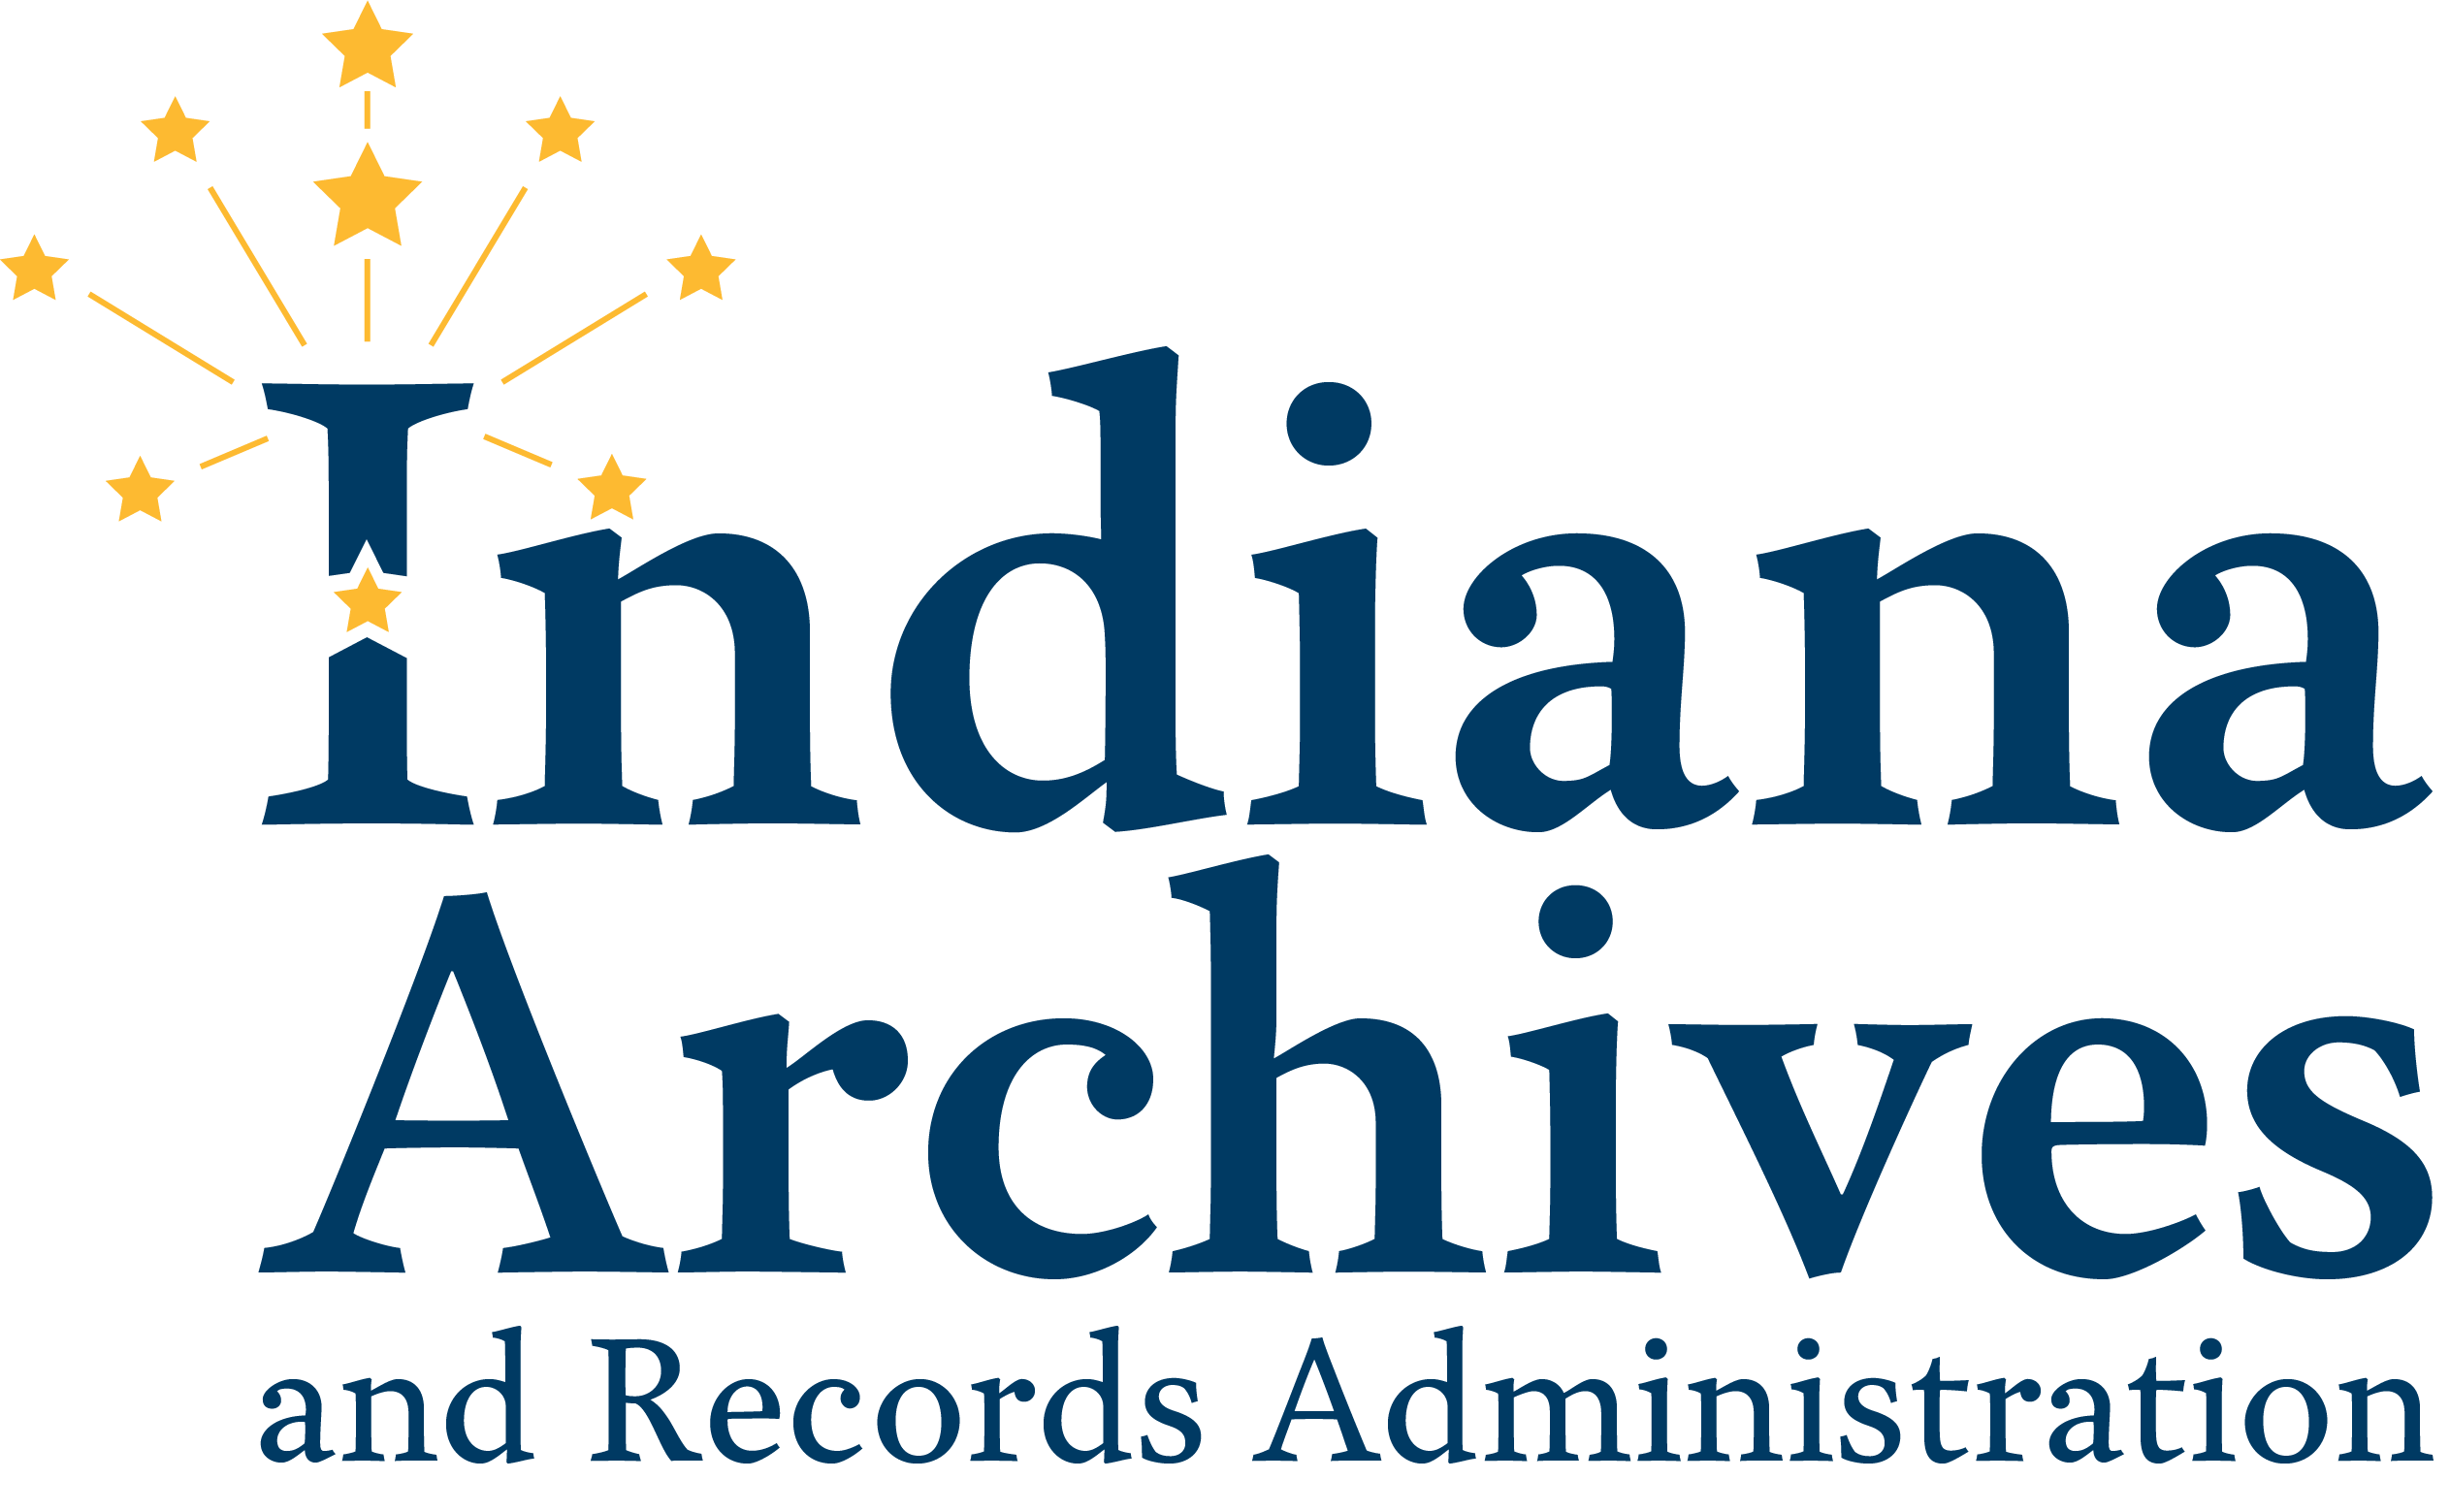 Indiana
Archives
and Records Administration